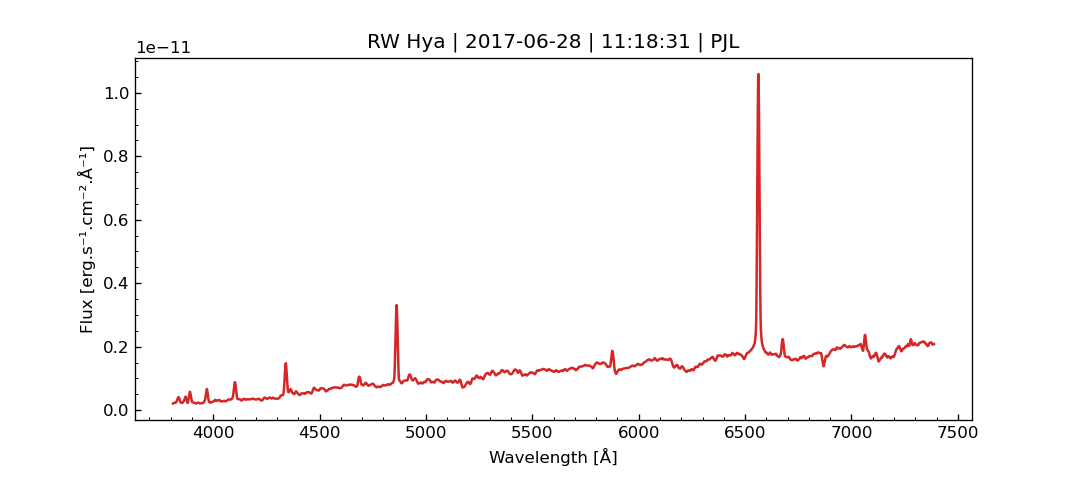 RW Hya | 2017-06-28 | 11:18:31 | PJL
1e−11
1.0
0.8
0.6
0.4
0.2
0.0
Flux [erg.s⁻¹.cm⁻².Å⁻¹]
4000 4500 5000 5500 6000 6500 7000 7500
Wavelength [Å]